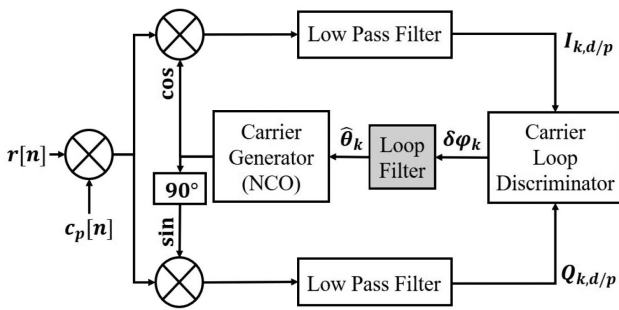 Low Pass Filter
I_{k,d/p}
cos
r[n]
c_p[n]
Carrier
Generator
(NCO)
\hat{θ}_k
Loop
Filter
δφ_k
Carrier
Loop
Discriminator
90°
sin
Low Pass Filter
Q_{k,d/p}